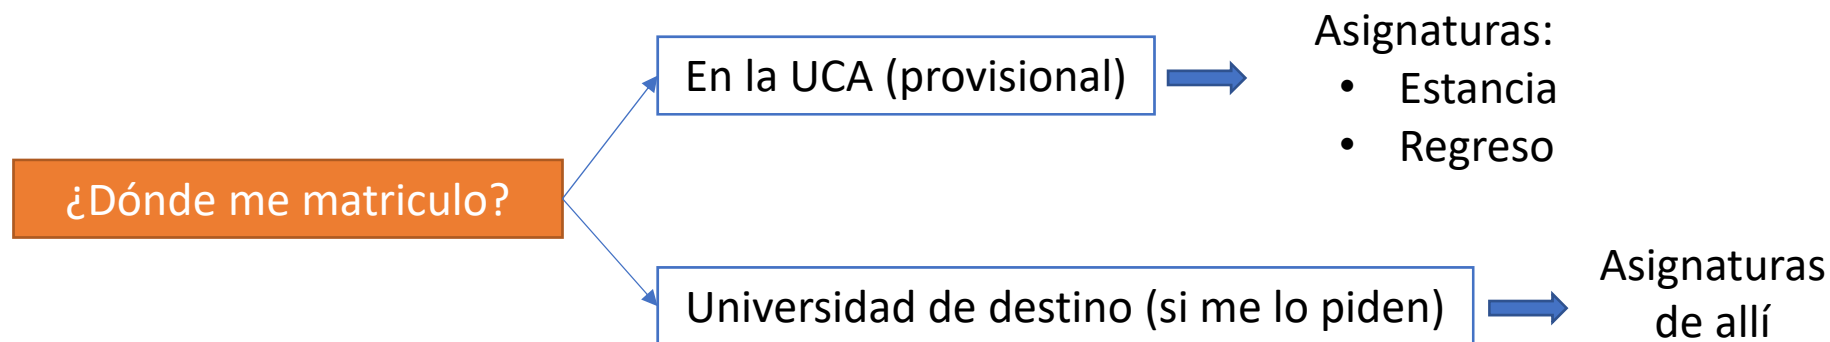 ¿Dónde me matriculo?
En la UCA (provisional)
Asignaturas:
• Estancia
• Regreso
Universidad de destino (si me lo piden)
Asignaturas
de allí